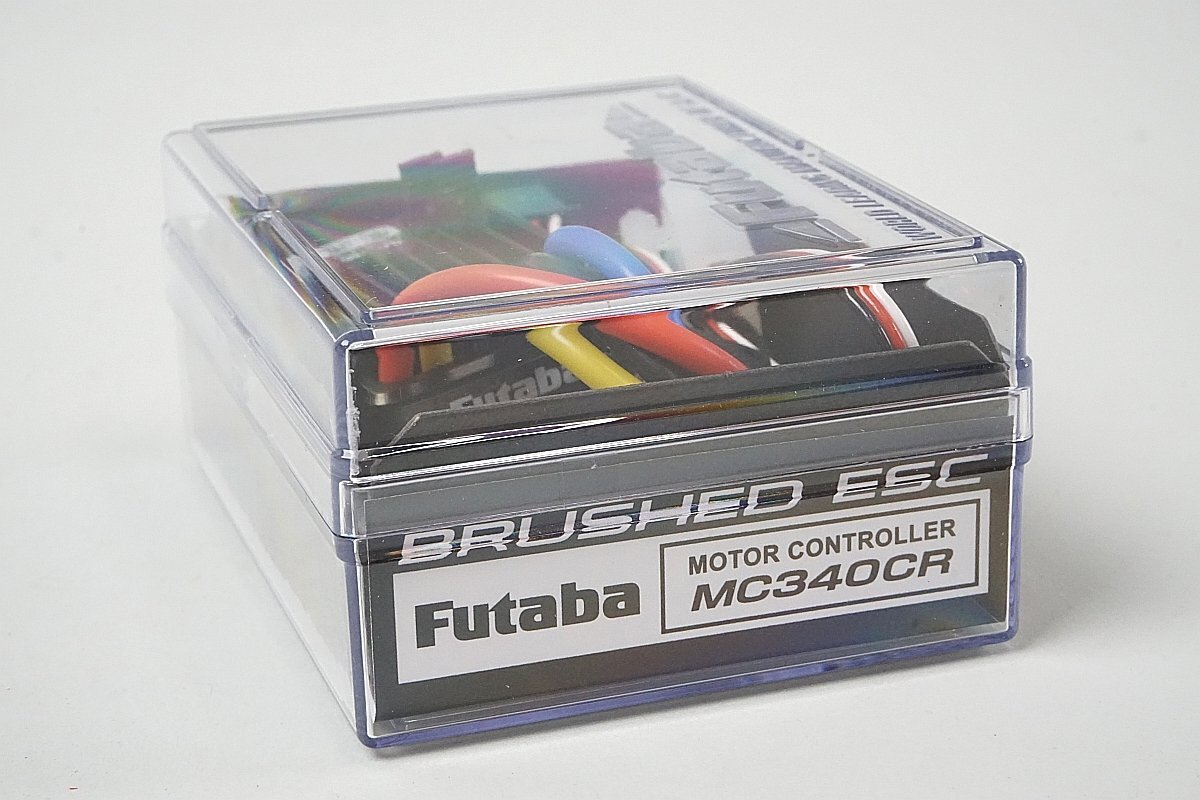 Futaba
BRUSHED ESC
Futaba
MOTOR CONTROLLER
MC340CR